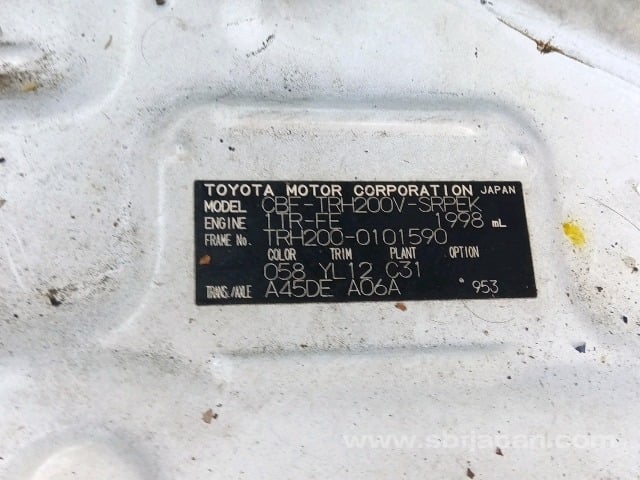 TOYOTA MOTOR CORPORATION JAPAN
MODEL CBF-TRH200V-SRPEK
ENGINE 1TR-FE 1998 mL
FRAME No. TRH200-0101590
COLOR TRIM PLANT OPTION
058 YL12 C31
TRANS./AXLE A45DE A06A 953
www.sbtjapan.com